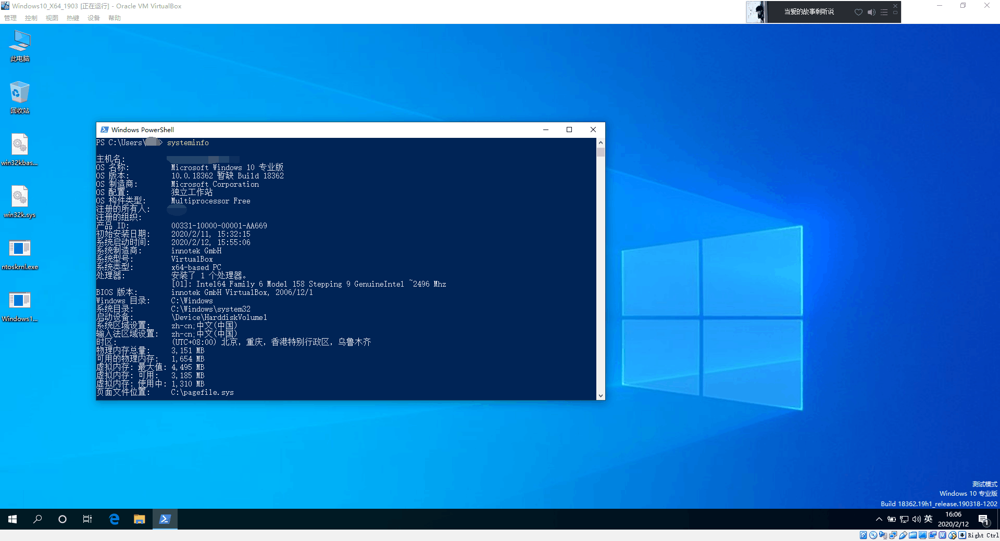 Windows10_X64_1903 [正在运行] - Oracle VM VirtualBox
管理 控制 视图 热键 设备 帮助
当爱的故事剩听说
此电脑
回收站
win32kbas...
win32k.sys
ntoskrnl.exe
Windows1...
Windows PowerShell
PS C:\Users\ > systeminfo
主机名:
OS 名称: Microsoft Windows 10 专业版
OS 版本: 10.0.18362 暂缺 Build 18362
OS 制造商: Microsoft Corporation
OS 配置: 独立工作站
OS 构件类型: Multiprocessor Free
注册的所有人:
注册的组织:
产品 ID: 00331-10000-00001-AA669
初始安装日期: 2020/2/11, 15:32:15
系统启动时间: 2020/2/12, 15:55:06
系统制造商: innotek GmbH
系统型号: VirtualBox
系统类型: x64-based PC
处理器: 安装了 1 个处理器。
[01]: Intel64 Family 6 Model 158 Stepping 9 GenuineIntel ~2496 Mhz
BIOS 版本: innotek GmbH VirtualBox, 2006/12/1
Windows 目录: C:\Windows
系统目录: C:\Windows\system32
启动设备: \Device\HarddiskVolume1
系统区域设置: zh-cn;中文(中国)
输入法区域设置: zh-cn;中文(中国)
时区: (UTC+08:00) 北京，重庆，香港特别行政区，乌鲁木齐
物理内存总量: 3,151 MB
可用的物理内存: 1,654 MB
虚拟内存: 最大值: 4,495 MB
虚拟内存: 可用: 3,185 MB
虚拟内存: 使用中: 1,310 MB
页面文件位置: C:\pagefile.sys
测试模式
Windows 10 专业版
Build 18362.19h1_release.190318-1202
英
16:06
2020/2/12
1
Right Ctrl